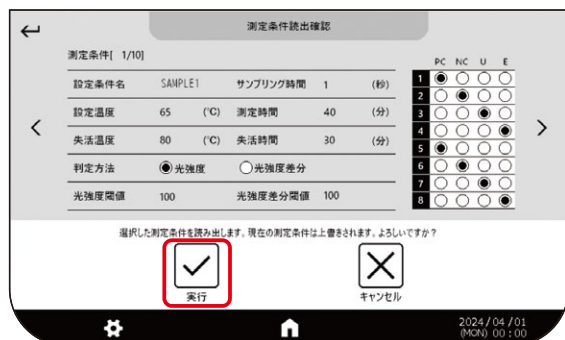 測定条件読出確認
測定条件[ 1/10]
PC NC U E
設定条件名 SAMPLE1 サンプリング時間 1 (秒)
設定温度 65 (℃) 測定時間 40 (分)
失活温度 80 (℃) 失活時間 30 (分)
判定方法 光強度 光強度差分
光強度閾値 100 光強度差分閾値 100
1
2
3
4
5
6
7
8
選択した測定条件を読み出します。現在の測定条件は上書きされます。よろしいですか?
実行 キャンセル
2024/04/01
(MON) 00:00